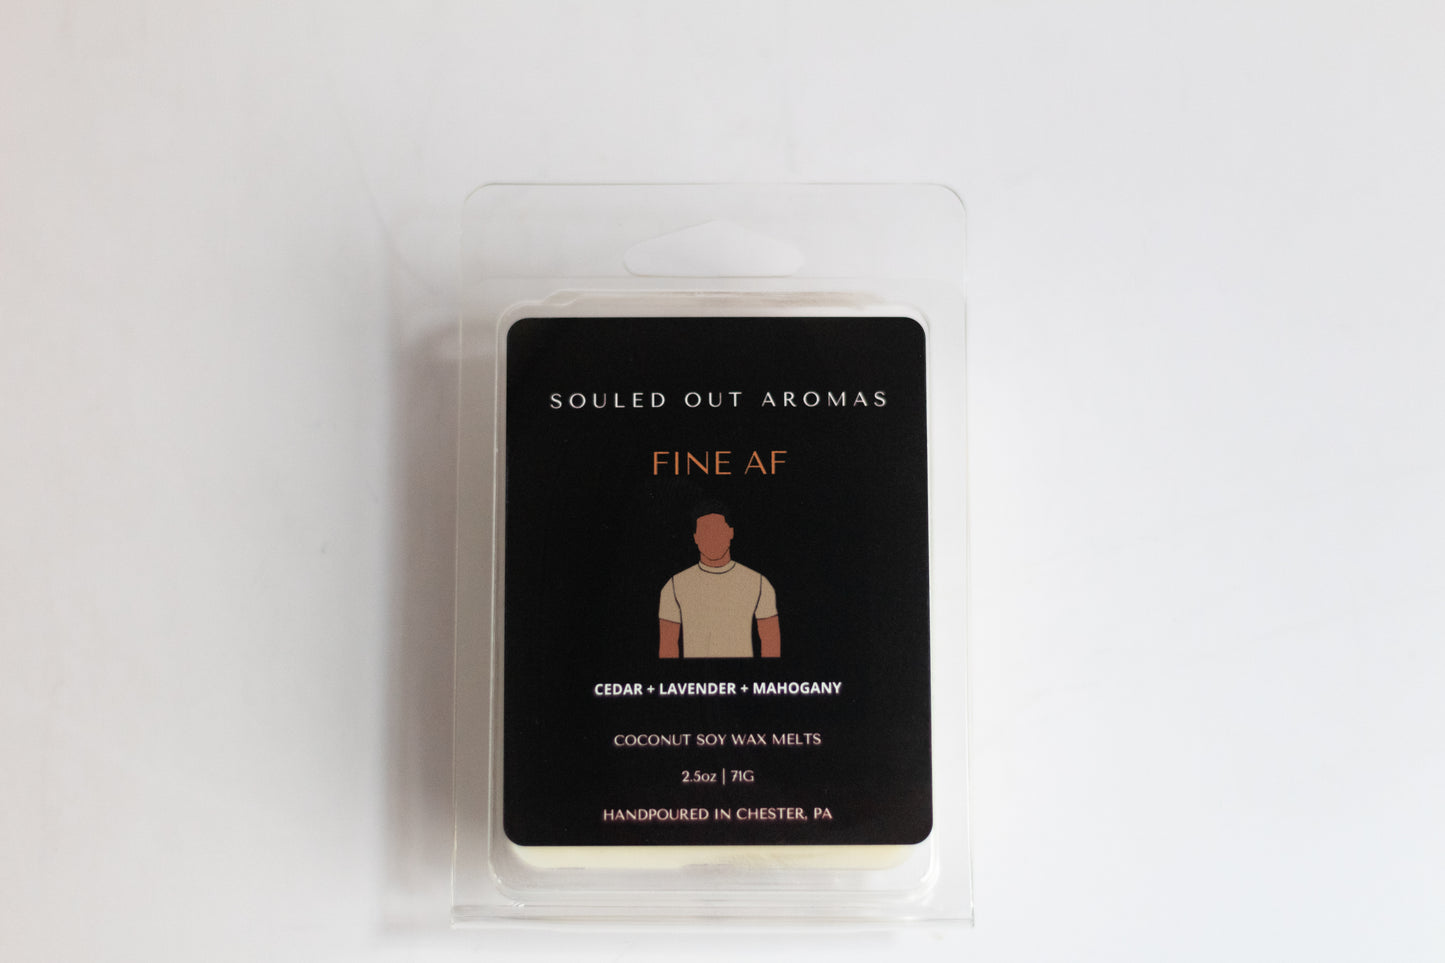 SOULED OUT AROMAS
FINE AF
CEDAR + LAVENDER + MAHOGANY
COCONUT SOY WAX MELTS
2.5oz | 71G
HANDPOURED IN CHESTER, PA